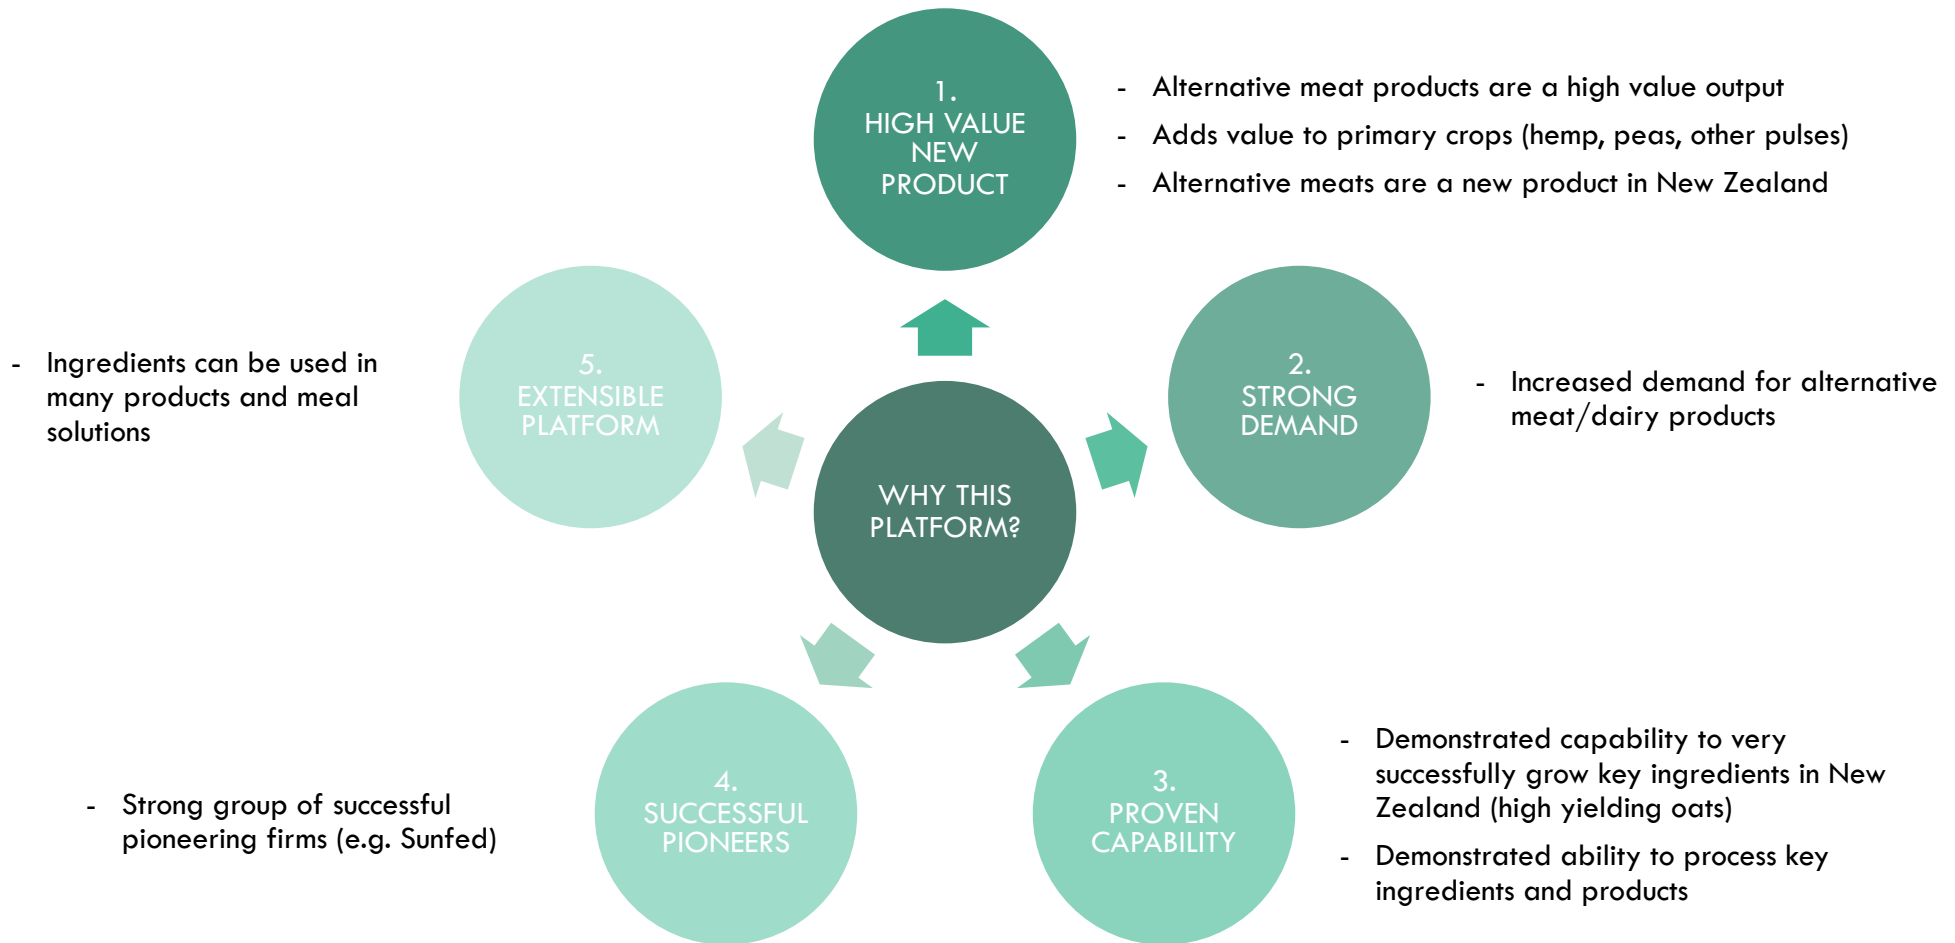 1.
HIGH VALUE
NEW
PRODUCT
- Alternative meat products are a high value output
- Adds value to primary crops (hemp, peas, other pulses)
- Alternative meats are a new product in New Zealand
2.
STRONG
DEMAND
- Increased demand for alternative
meat/dairy products
3.
PROVEN
CAPABILITY
- Demonstrated capability to very
successfully grow key ingredients in New
Zealand (high yielding oats)
- Demonstrated ability to process key
ingredients and products
4.
SUCCESSFUL
PIONEERS
- Strong group of successful
pioneering firms (e.g. Sunfed)
5.
EXTENSIBLE
PLATFORM
- Ingredients can be used in
many products and meal
solutions
WHY THIS
PLATFORM?